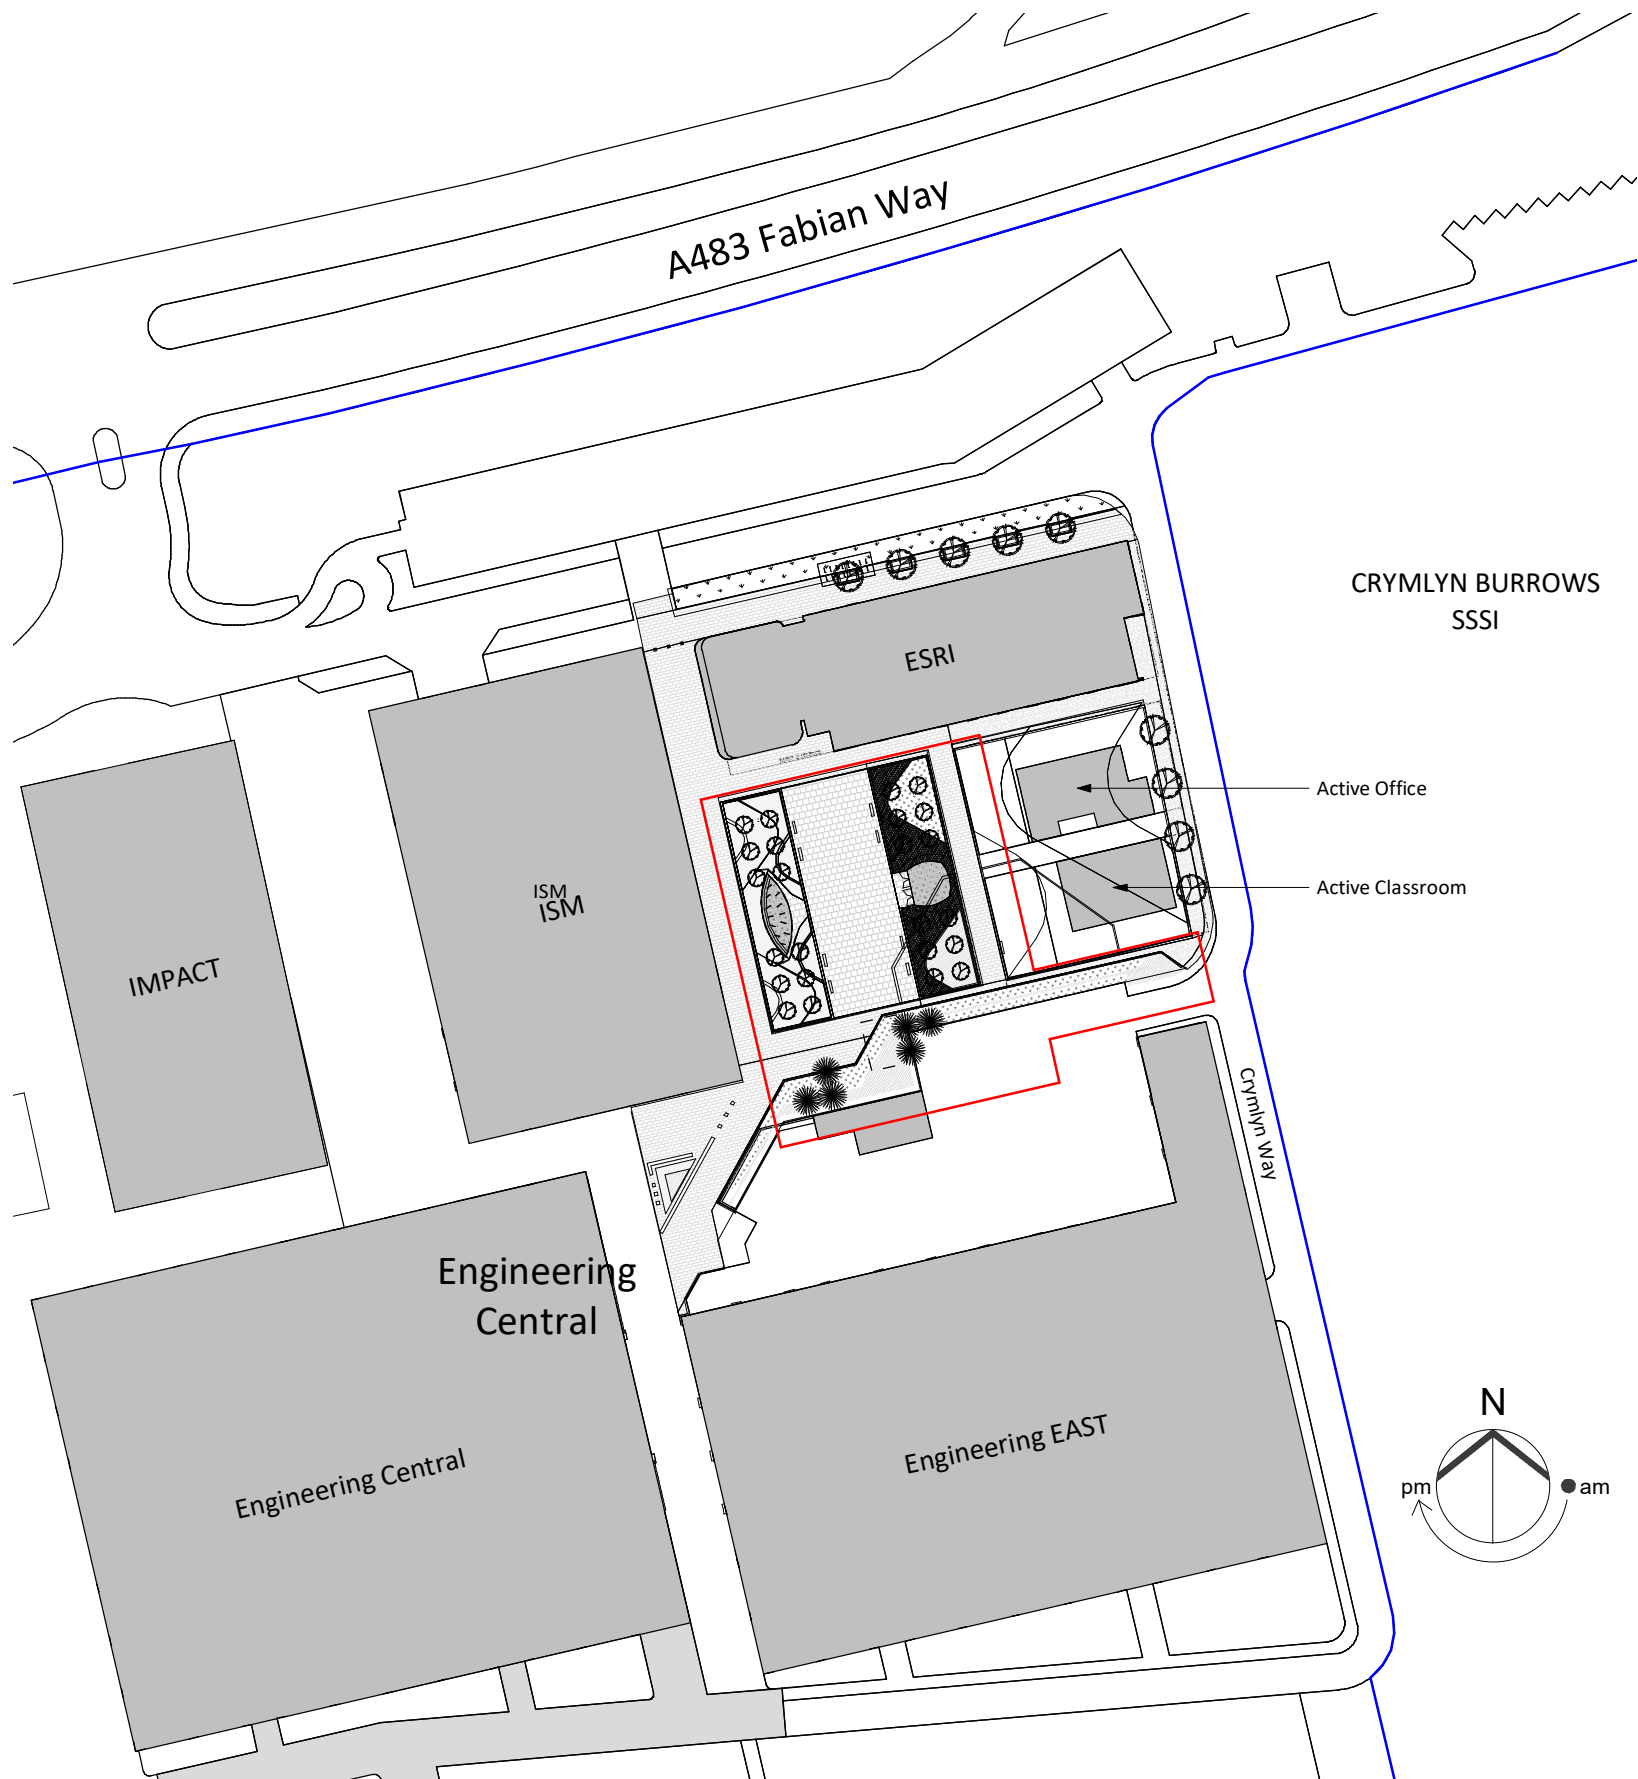 A483 Fabian Way
CRYMLYN BURROWS
SSSI
ESRI
Active Office
Active Classroom
ISM
ISM
IMPACT
Crymlyn Way
Engineering
Central
Engineering EAST
Engineering Central
N
pm
am